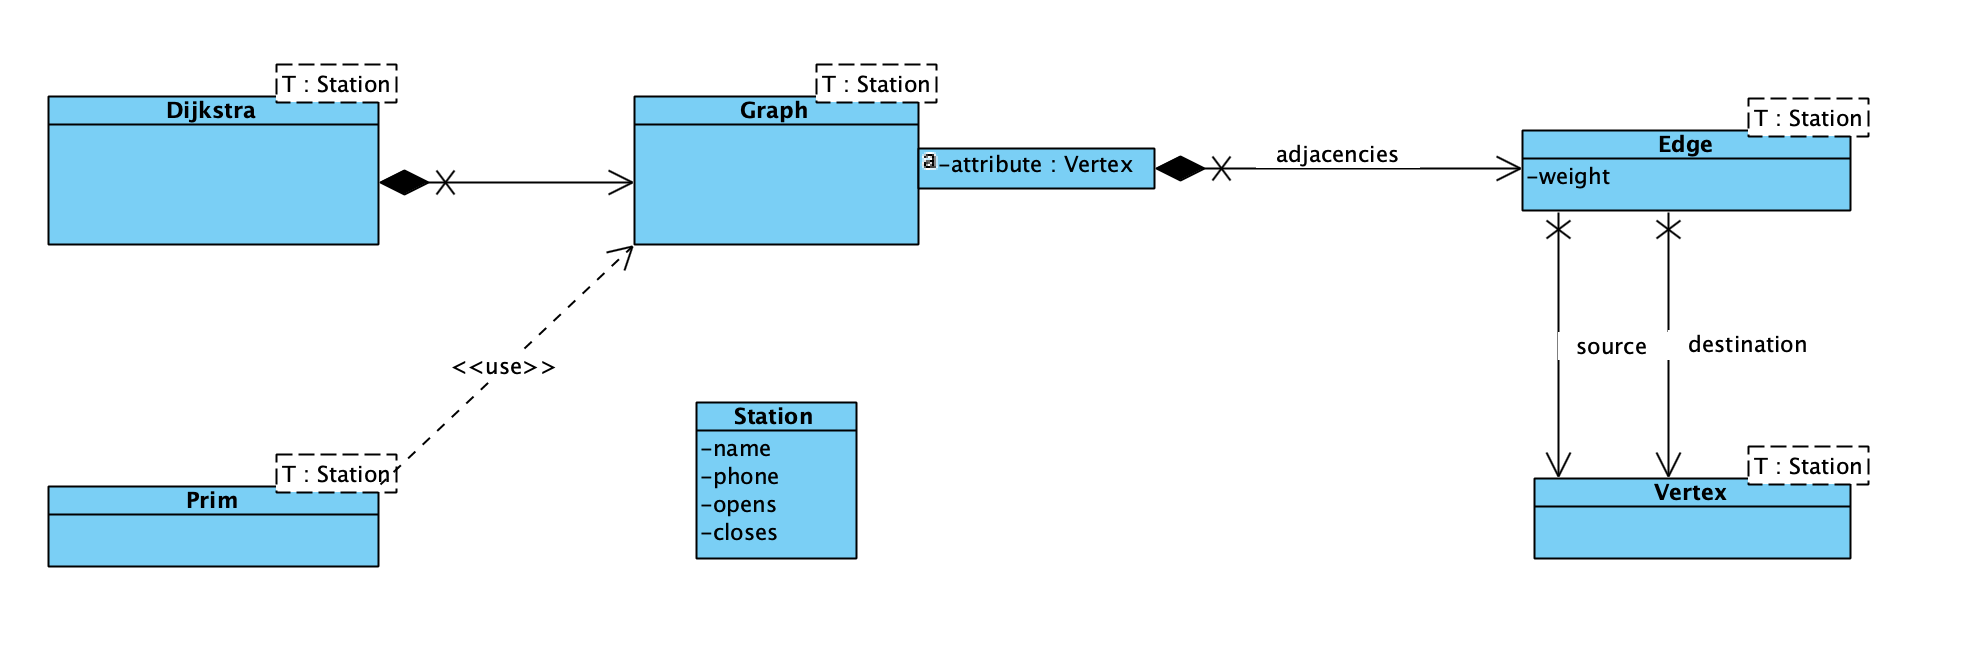 T : Station
Dijkstra
T : Station
Graph
a -attribute : Vertex
adjacencies
T : Station
Edge
-weight
source
destination
<<use>>
T : Station
Prim
Station
-name
-phone
-opens
-closes
T : Station
Vertex